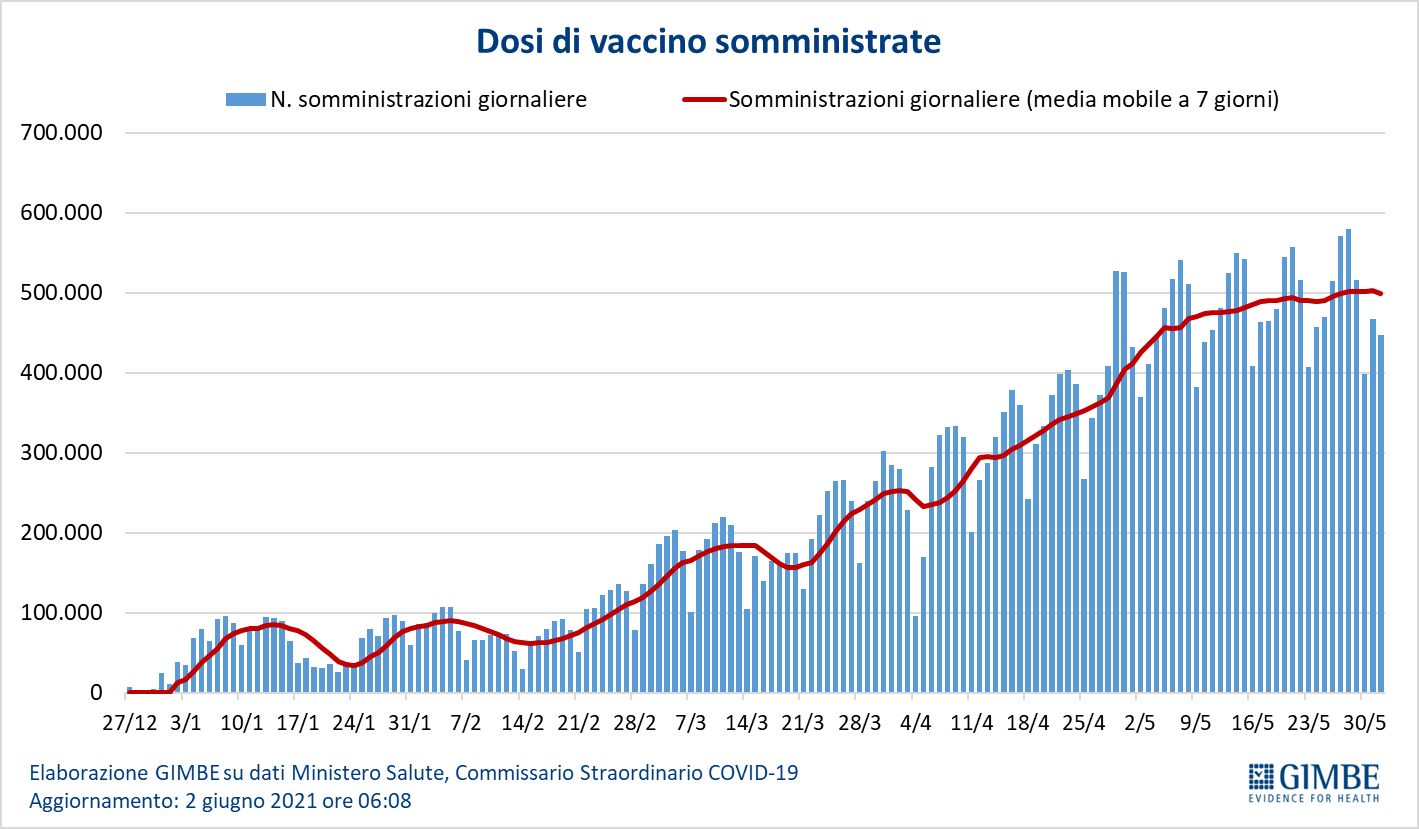 Dosi di vaccino somministrate
N. somministrazioni giornaliere Somministrazioni giornaliere (media mobile a 7 giorni)
700.000
600.000
500.000
400.000
300.000
200.000
100.000
0
27/12 3/1 10/1 17/1 24/1 31/1 7/2 14/2 21/2 28/2 7/3 14/3 21/3 28/3 4/4 11/4 18/4 25/4 2/5 9/5 16/5 23/5 30/5
Elaborazione GIMBE su dati Ministero Salute, Commissario Straordinario COVID-19
Aggiornamento: 2 giugno 2021 ore 06:08
GIMBE
EVIDENCE FOR HEALTH